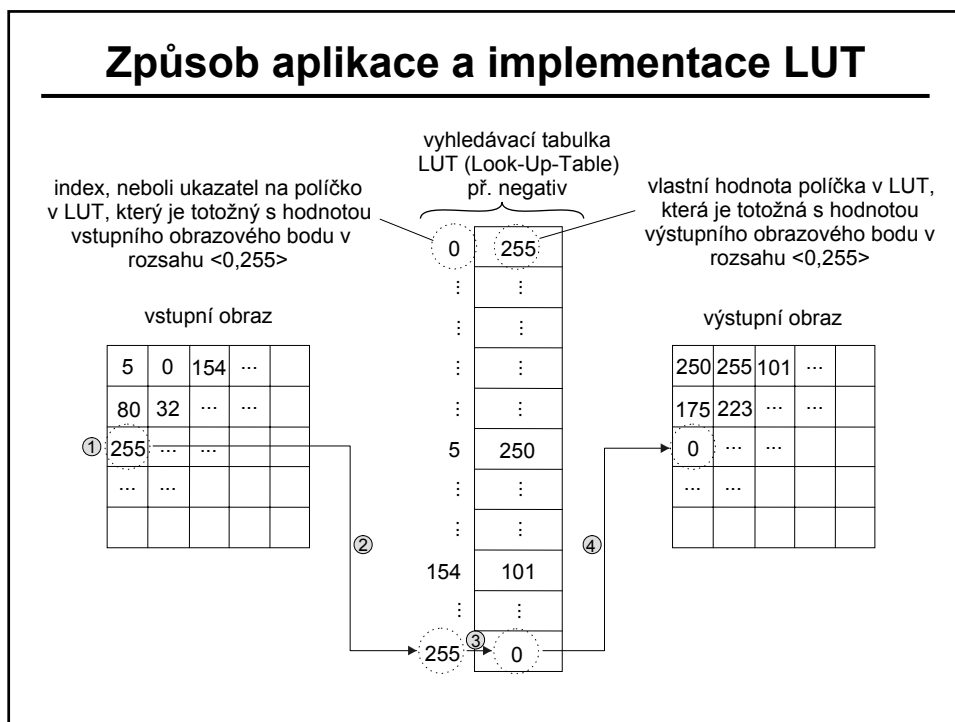 Způsob aplikace a implementace LUT
vyhledávací tabulka
LUT (Look-Up-Table)
př. negativ
index, neboli ukazatel na políčko
v LUT, který je totožný s hodnotou
vstupního obrazového bodu v
rozsahu <0,255>
vlastní hodnota políčka v LUT,
která je totožná s hodnotou
výstupního obrazového bodu v
rozsahu <0,255>
vstupní obraz
5 0 154 ...
80 32 ... ...
1 255 ... ...
... ...
2
0 255
⋮ ⋮
⋮ ⋮
⋮ ⋮
5 250
⋮ ⋮
⋮ ⋮
154 101
⋮ ⋮
255 3 0
4
výstupní obraz
250 255 101 ...
175 223 ... ...
0 ... ...
... ...